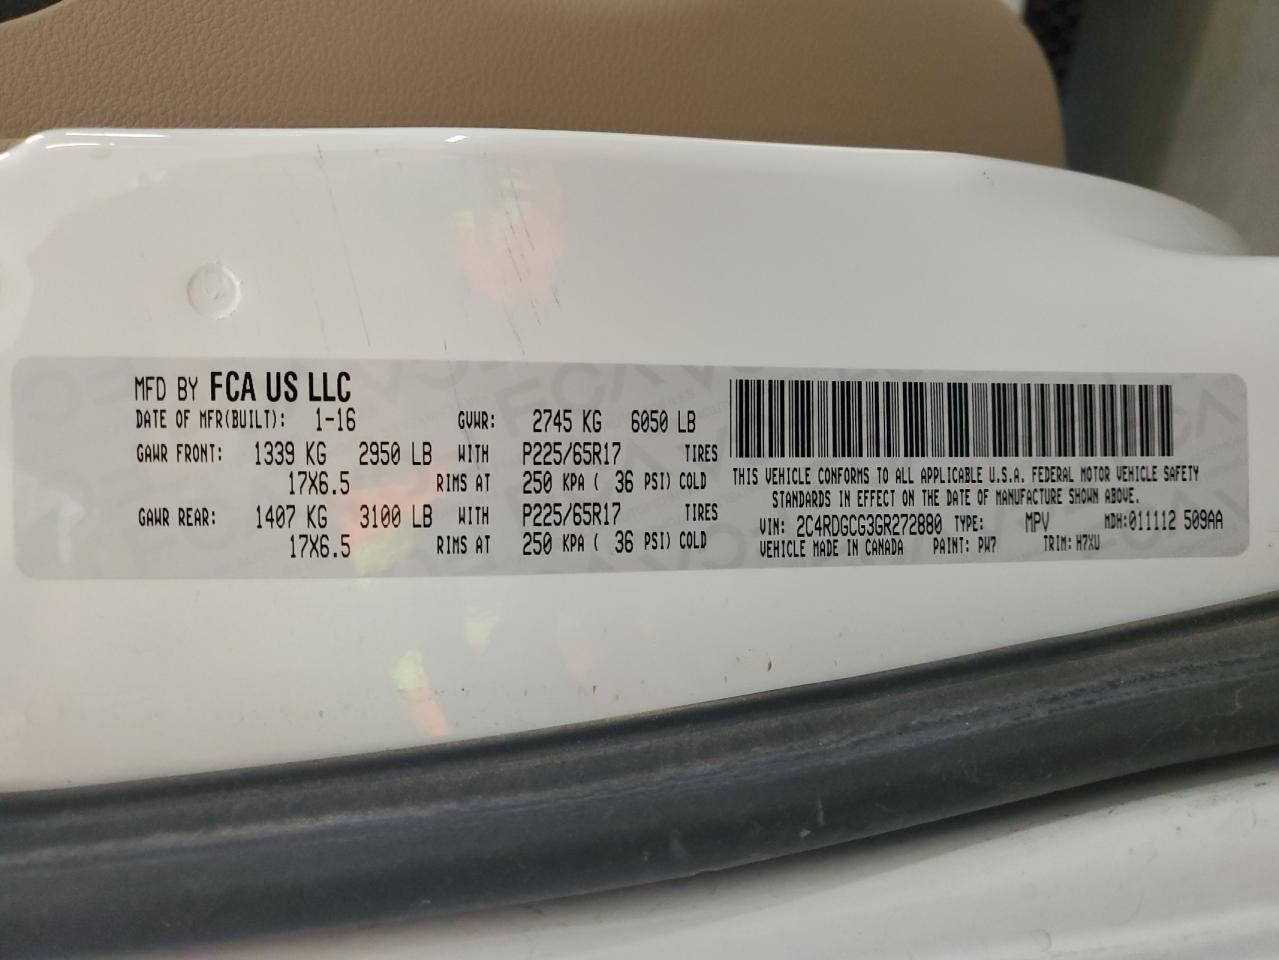 MFD BY FCA US LLC
DATE OF MFR(BUILT): 1-16 GVWR: 2745 KG 6050 LB
GAWR FRONT: 1339 KG 2950 LB WITH P225/65R17 TIRES
17X6.5 RIMS AT 250 KPA ( 36 PSI) COLD
GAWR REAR: 1407 KG 3100 LB WITH P225/65R17 TIRES
17X6.5 RIMS AT 250 KPA ( 36 PSI) COLD
THIS VEHICLE CONFORMS TO ALL APPLICABLE U.S.A. FEDERAL MOTOR VEHICLE SAFETY
STANDARDS IN EFFECT ON THE DATE OF MANUFACTURE SHOWN ABOVE.
VIN: 2C4RDGCG3GR272880 TYPE: MPV MDH:011112 509AA
VEHICLE MADE IN CANADA PAINT: PW7 TRIM: H7XU